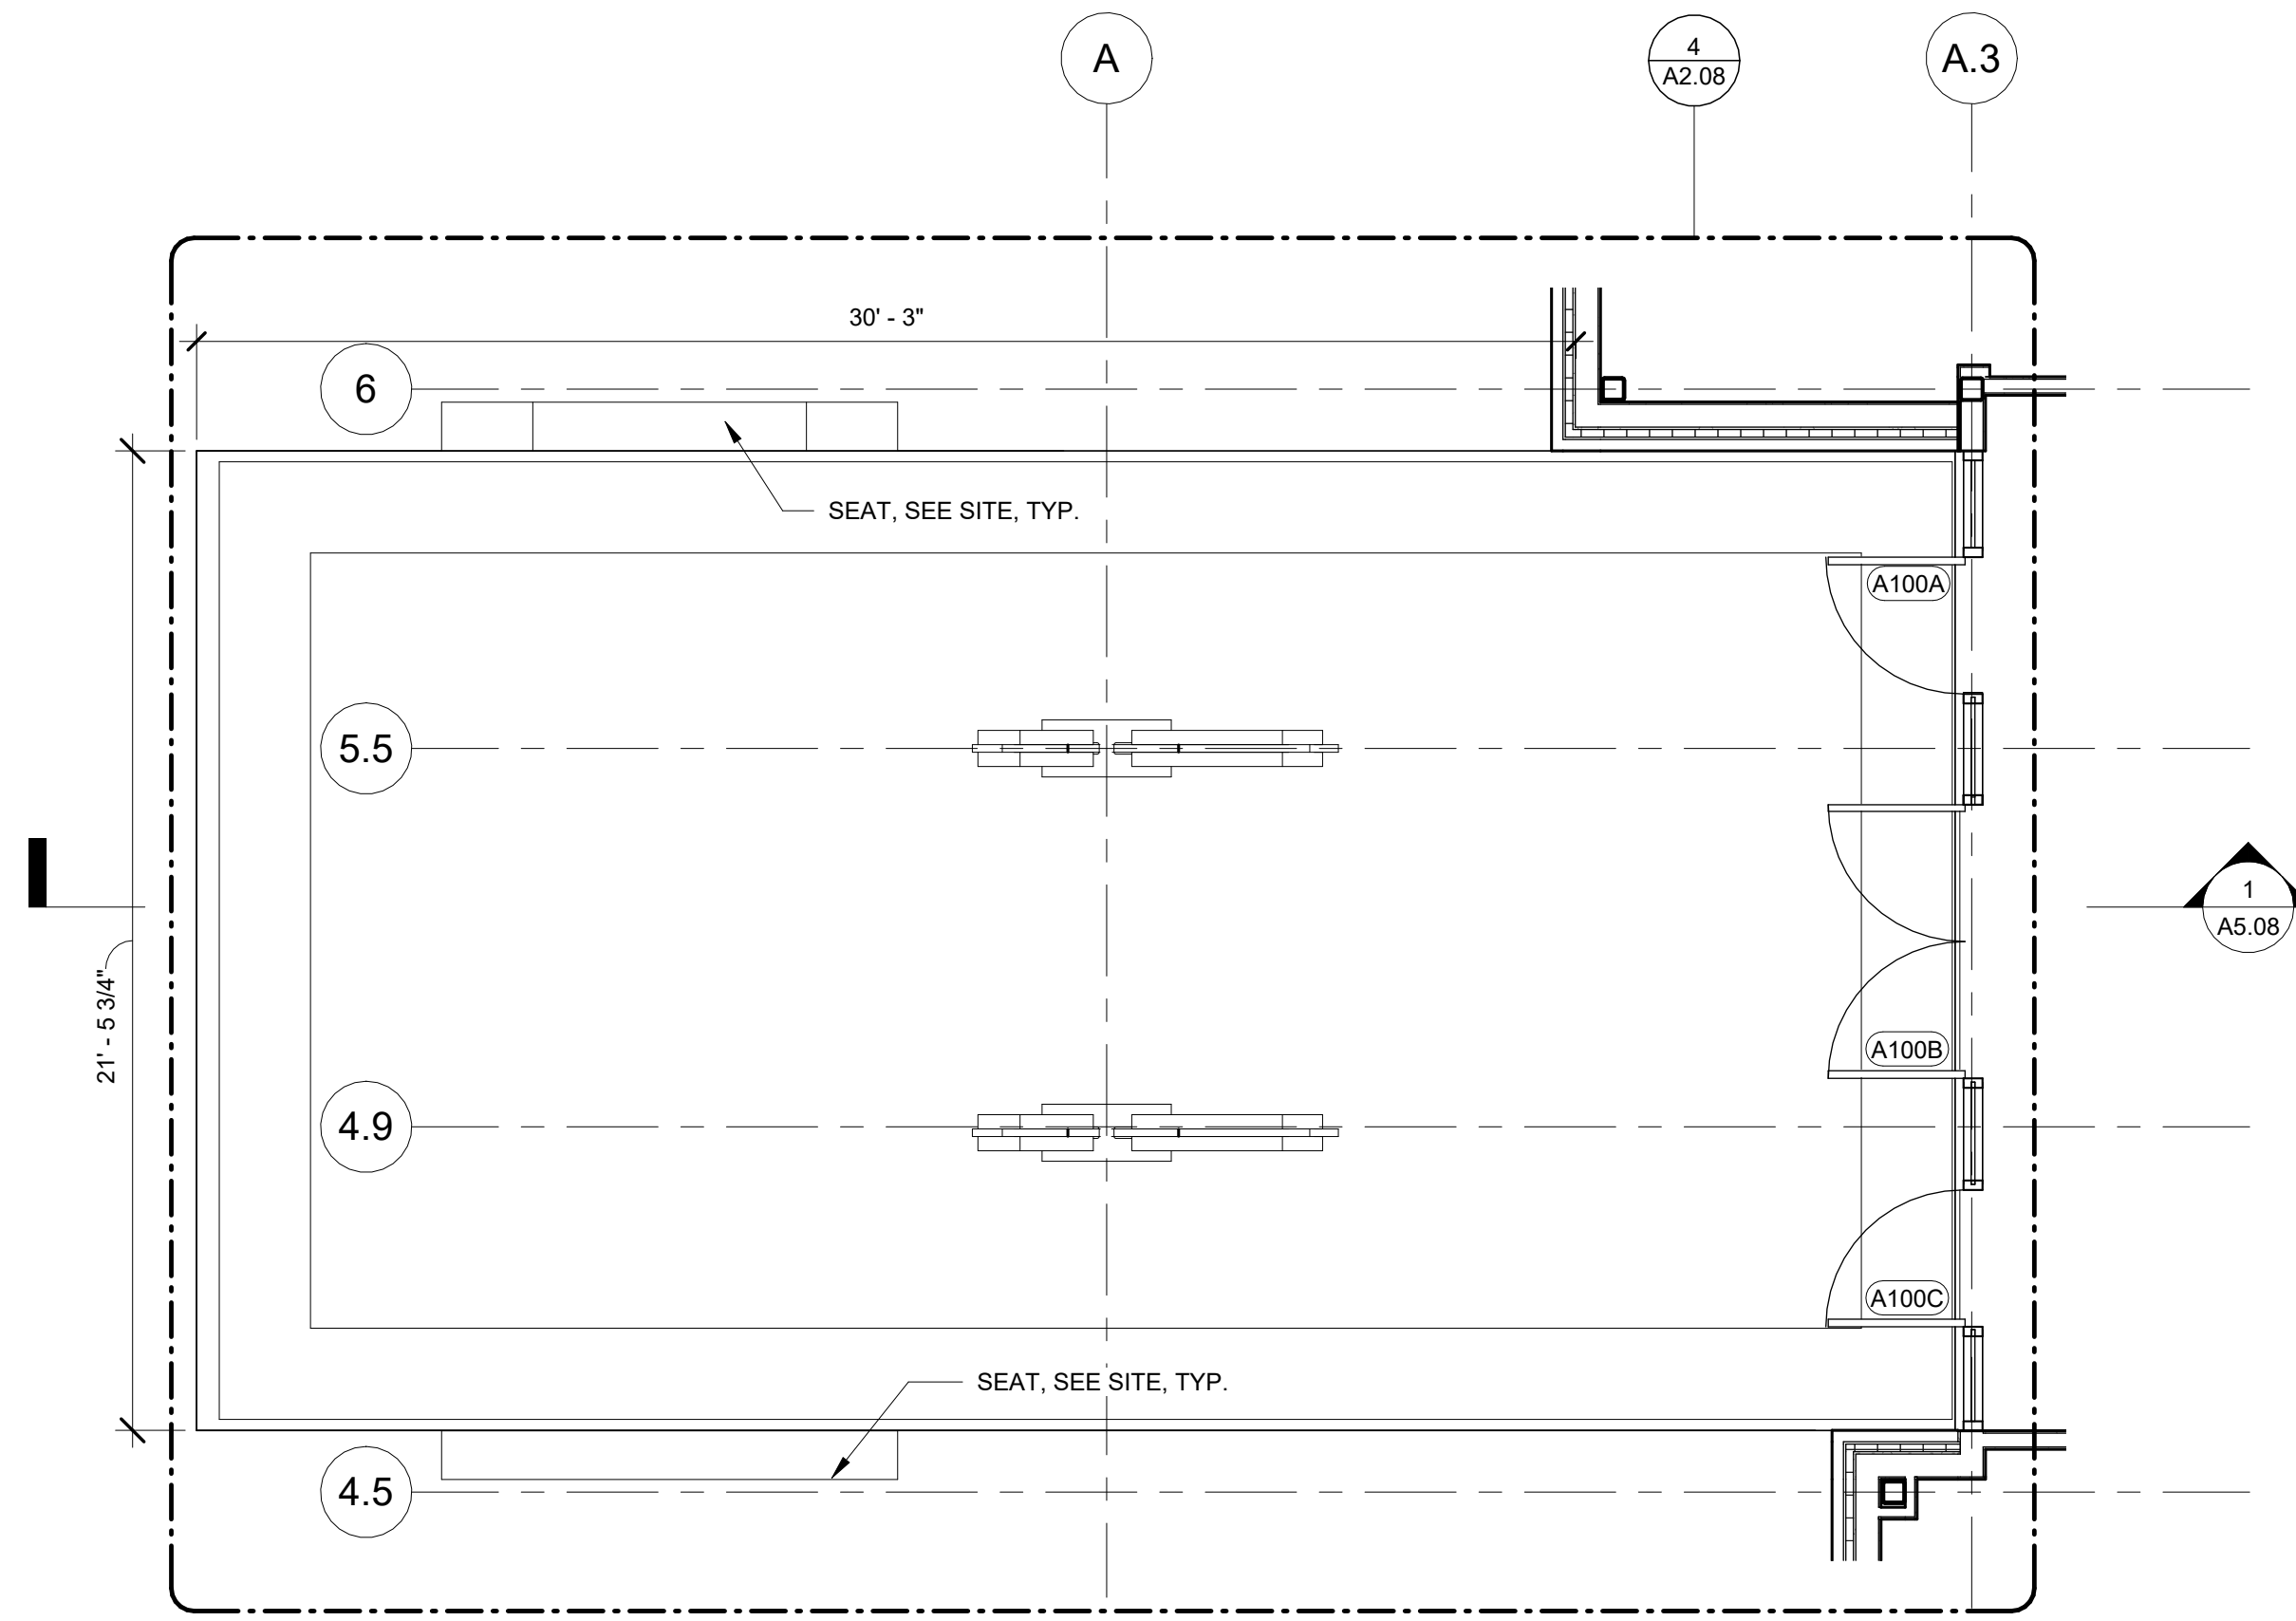 A
4
A2.08
A.3
30' - 3"
6
SEAT, SEE SITE, TYP.
A100A
5.5
1
A5.08
21' - 5 3/4"
A100B
4.9
A100C
SEAT, SEE SITE, TYP.
4.5